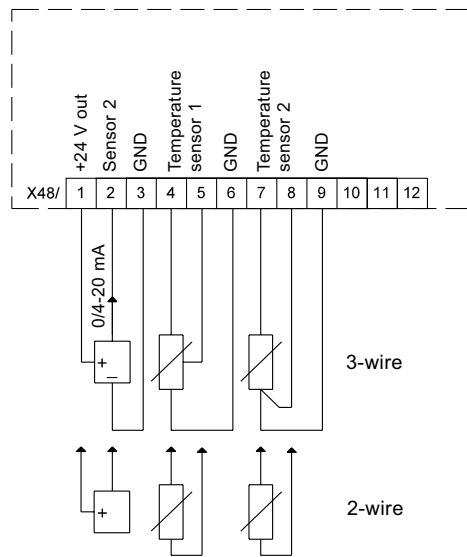 +24 V out
Sensor 2
GND
Temperature
sensor 1
GND
Temperature
sensor 2
GND
X48/ 1 2 3 4 5 6 7 8 9 10 11 12
0/4-20 mA
+
−
3-wire
+
2-wire